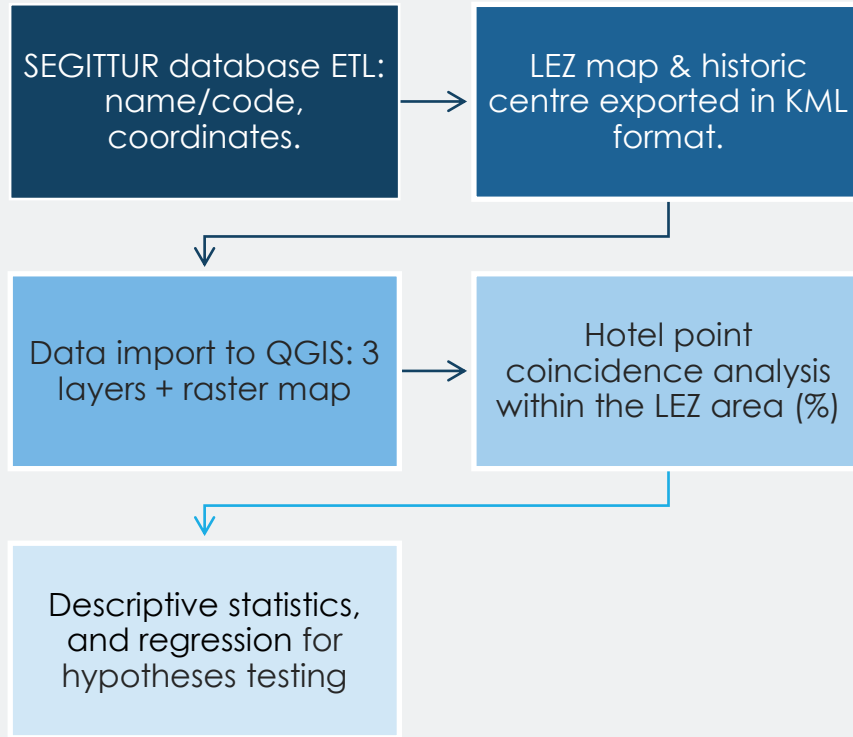 SEGITTUR database ETL:
name/code,
coordinates.
LEZ map & historic
centre exported in KML
format.
Data import to QGIS: 3
layers + raster map
Hotel point
coincidence analysis
within the LEZ area (%)
Descriptive statistics,
and regression for
hypotheses testing